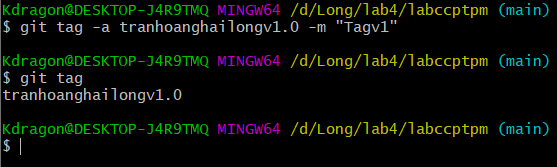 Kdragon@DESKTOP-J4R9TMQ MINGW64 /d/Long/lab4/labccptpm (main)
$ git tag -a tranhoanghailongv1.0 -m "Tagv1"
Kdragon@DESKTOP-J4R9TMQ MINGW64 /d/Long/lab4/labccptpm (main)
$ git tag
tranhoanghailongv1.0
Kdragon@DESKTOP-J4R9TMQ MINGW64 /d/Long/lab4/labccptpm (main)
$